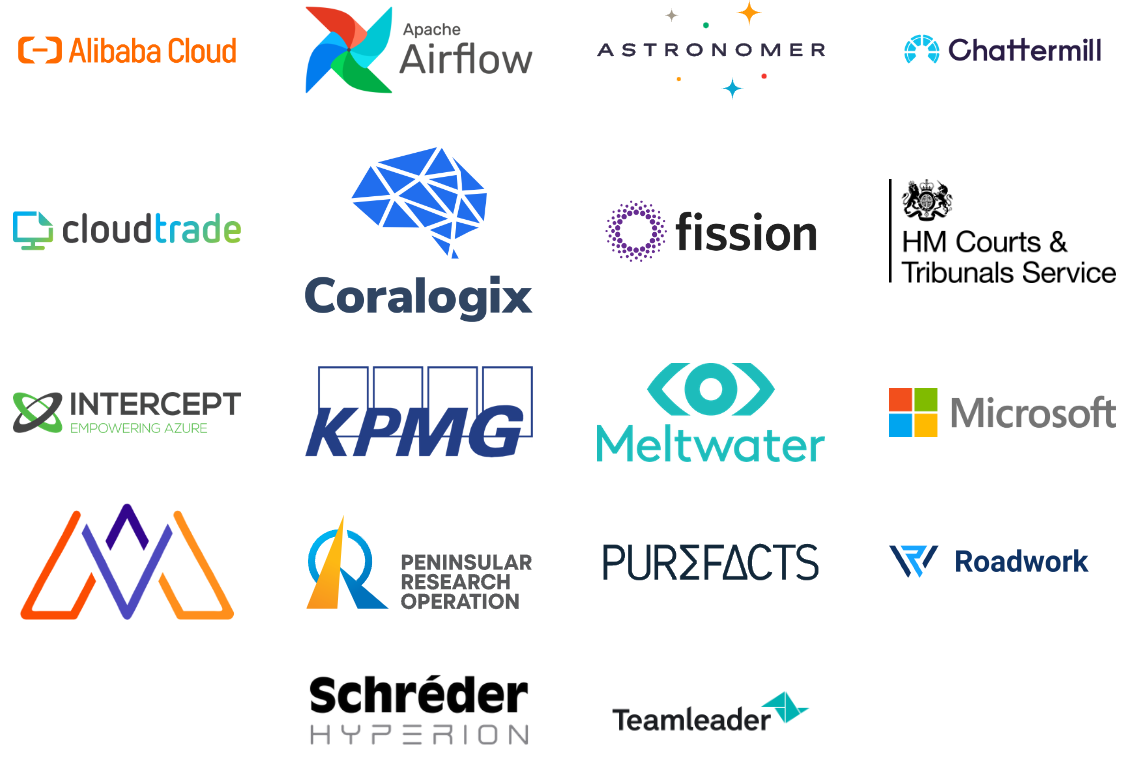 Alibaba Cloud
Apache
Airflow
ASTRONOMER
Chattermill
cloudtrade
Coralogix
fission
HM Courts &
Tribunals Service
INTERCEPT
EMPOWERING AZURE
KPMG
Meltwater
Microsoft
PENINSULAR
RESEARCH
OPERATION
PUREFACTS
Roadwork
Schréder
HYPERION
Teamleader